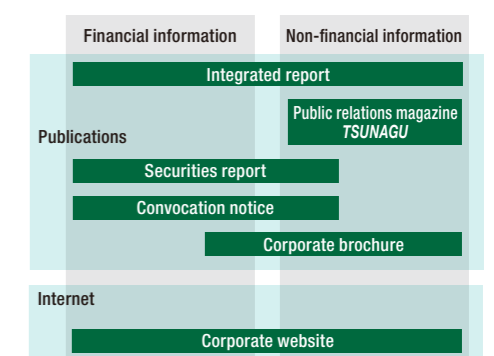 Financial information
Non-financial information
Integrated report
Public relations magazine
TSUNAGU
Publications
Securities report
Convocation notice
Corporate brochure
Internet
Corporate website